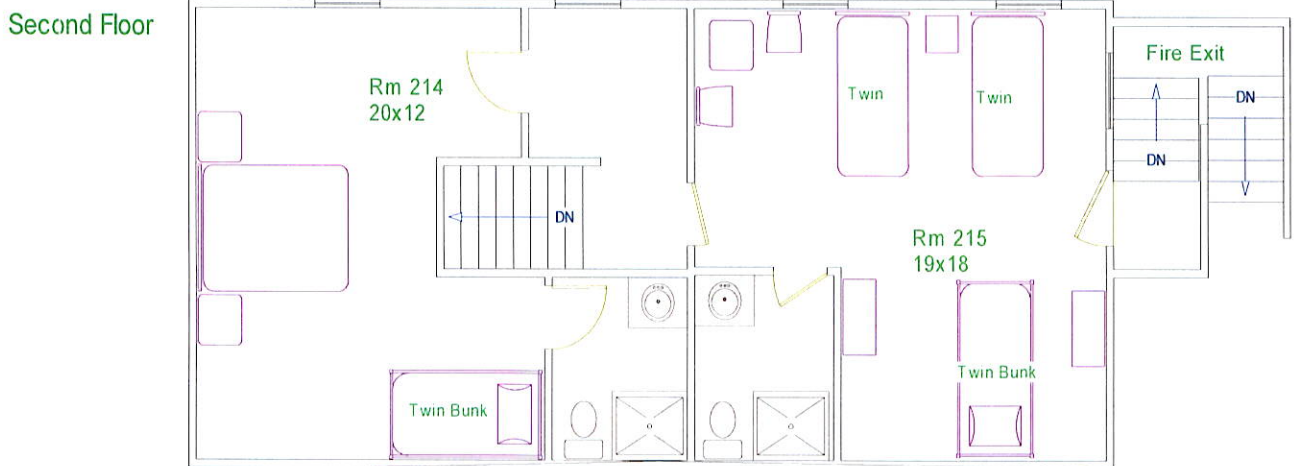 Second Floor
Fire Exit
Rm 214
20x12
Twin
Twin
DN
DN
DN
Rm 215
19x18
Twin Bunk
Twin Bunk